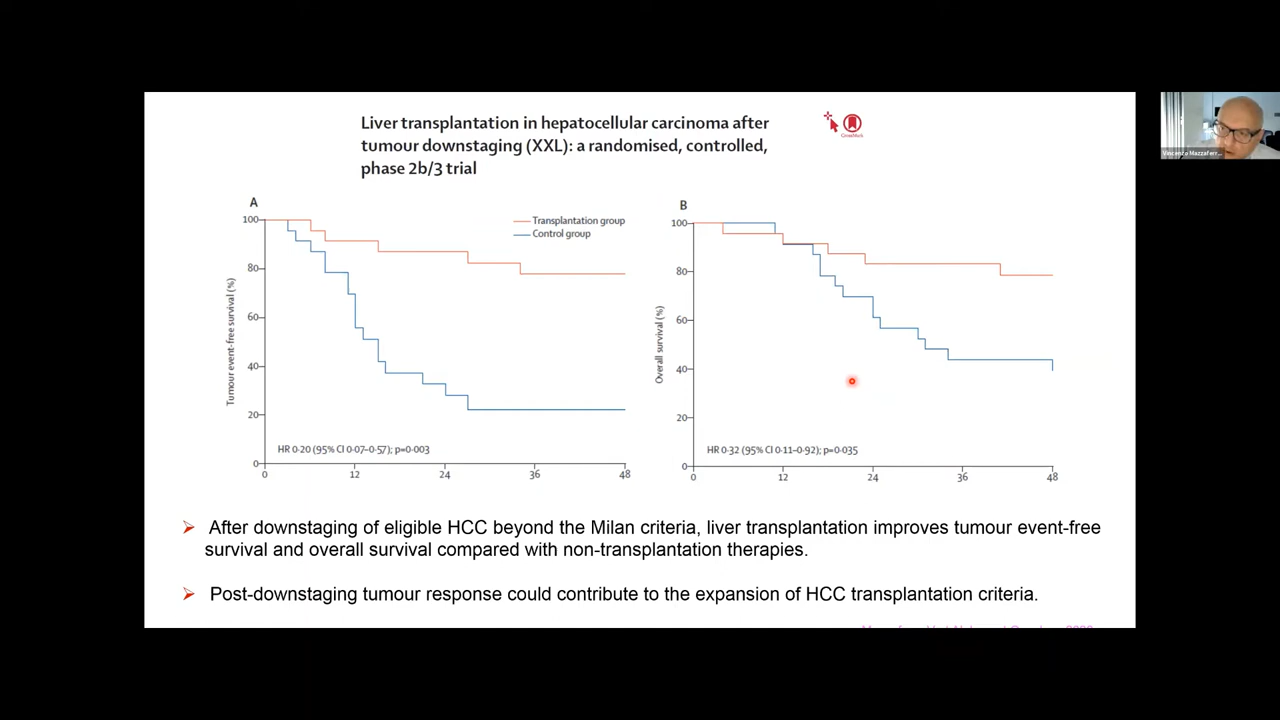 Liver transplantation in hepatocellular carcinoma after
tumour downstaging (XXL): a randomised, controlled,
phase 2b/3 trial
CrossMark
Vincenzo Mazzaferr...
A
Transplantation group
Control group
Tumour event-free survival (%)
100
80
60
40
20
0
HR 0·20 (95% CI 0·07–0·57); p=0·003
0 12 24 36 48
B
Overall survival (%)
100
80
60
40
20
0
HR 0·32 (95% CI 0·11–0·92); p=0·035
0 12 24 36 48
➢ After downstaging of eligible HCC beyond the Milan criteria, liver transplantation improves tumour event-free
survival and overall survival compared with non-transplantation therapies.
➢ Post-downstaging tumour response could contribute to the expansion of HCC transplantation criteria.